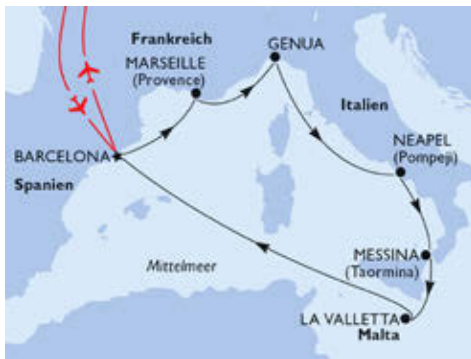 Frankreich
GENUA
MARSEILLE
(Provence)
Italien
NEAPEL
(Pompeji)
BARCELONA
Spanien
MESSINA
(Taormina)
Mittelmeer
LA VALLETTA
Malta